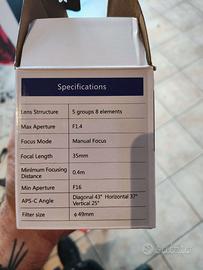 Specifications
Lens Structure 5 groups 8 elements
Max Aperture F1.4
Focus Mode Manual Focus
Focal Length 35mm
Minimum Focusing
Distance 0.4m
Min Aperture F16
APS-C Angle Diagonal 43° Horizontal 37°
Vertical 25°
Filter size ϕ49mm